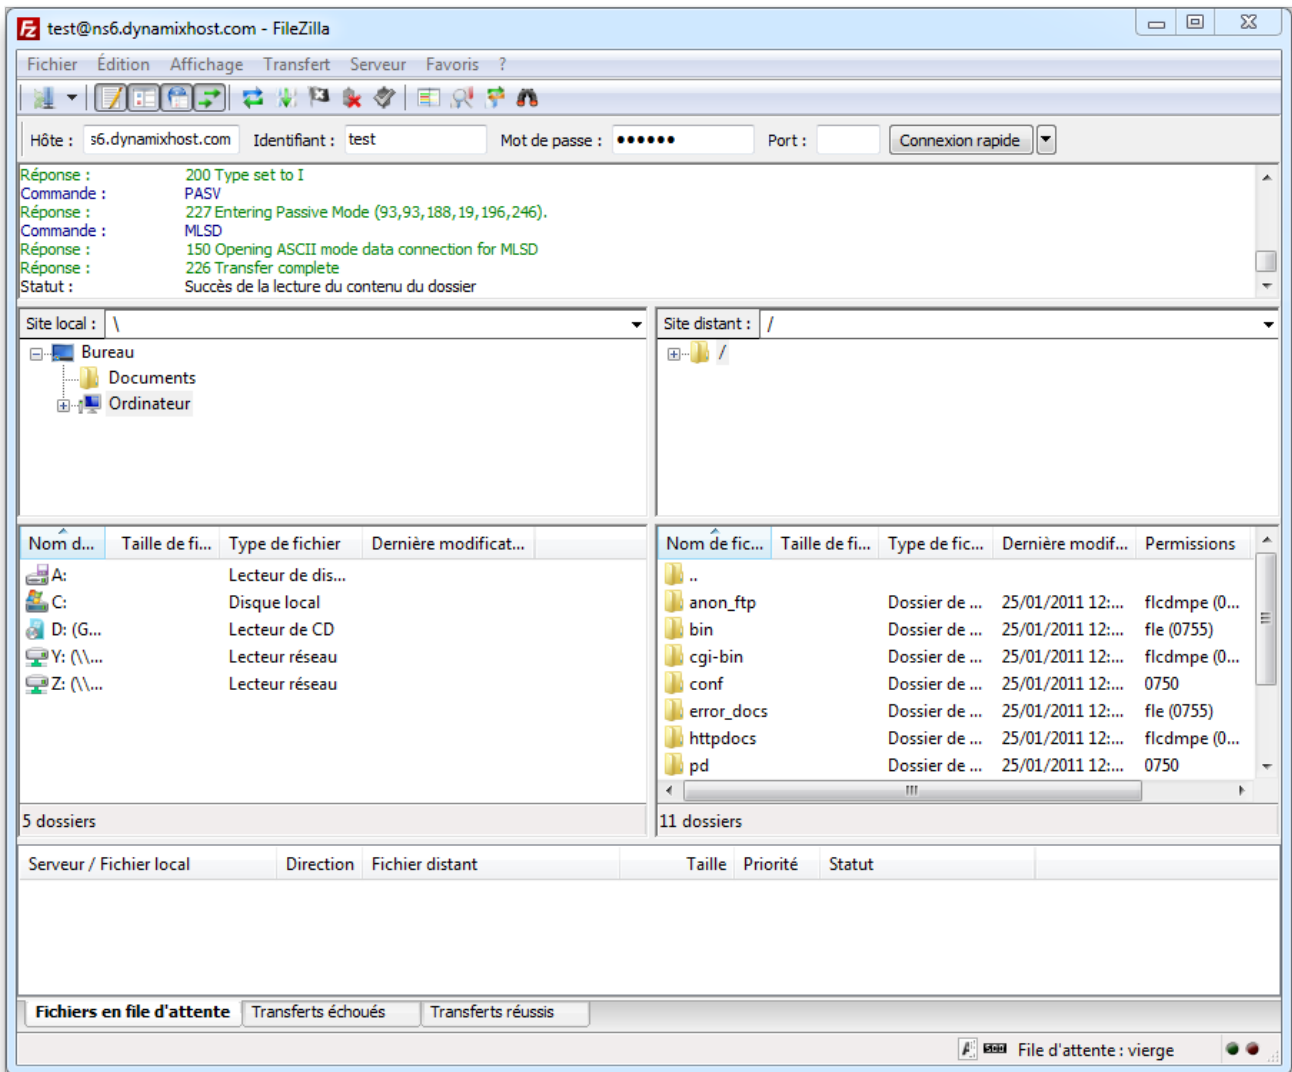 test@ns6.dynamixhost.com - FileZilla
Fichier Édition Affichage Transfert Serveur Favoris ?
Hôte : s6.dynamixhost.com Identifiant : test Mot de passe : •••••• Port : Connexion rapide
Réponse : 200 Type set to I
Commande : PASV
Réponse : 227 Entering Passive Mode (93,93,188,19,196,246).
Commande : MLSD
Réponse : 150 Opening ASCII mode data connection for MLSD
Réponse : 226 Transfer complete
Statut : Succès de la lecture du contenu du dossier
Site local : \
Bureau
Documents
Ordinateur
Site distant : /
/
Nom d... Taille de fi... Type de fichier Dernière modificat...
A: Lecteur de dis...
C: Disque local
D: (G... Lecteur de CD
Y: (\\... Lecteur réseau
Z: (\\... Lecteur réseau
5 dossiers
Nom de fic... Taille de fi... Type de fic... Dernière modif... Permissions
..
anon_ftp Dossier de ... 25/01/2011 12:... flcdmpe (0...
bin Dossier de ... 25/01/2011 12:... fle (0755)
cgi-bin Dossier de ... 25/01/2011 12:... flcdmpe (0...
conf Dossier de ... 25/01/2011 12:... 0750
error_docs Dossier de ... 25/01/2011 12:... fle (0755)
httpdocs Dossier de ... 25/01/2011 12:... flcdmpe (0...
pd Dossier de ... 25/01/2011 12:... 0750
11 dossiers
Serveur / Fichier local Direction Fichier distant Taille Priorité Statut
Fichiers en file d'attente Transferts échoués Transferts réussis
File d'attente : vierge